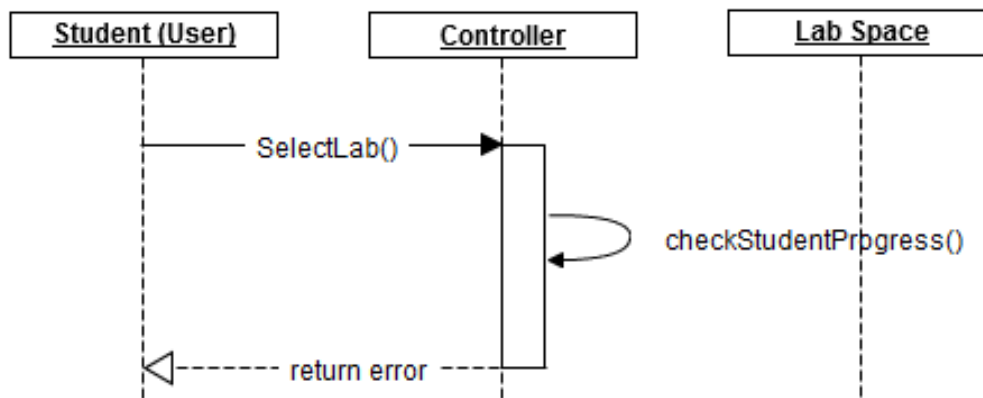 Student (User)
Controller
Lab Space
SelectLab()
checkStudentProgress()
return error